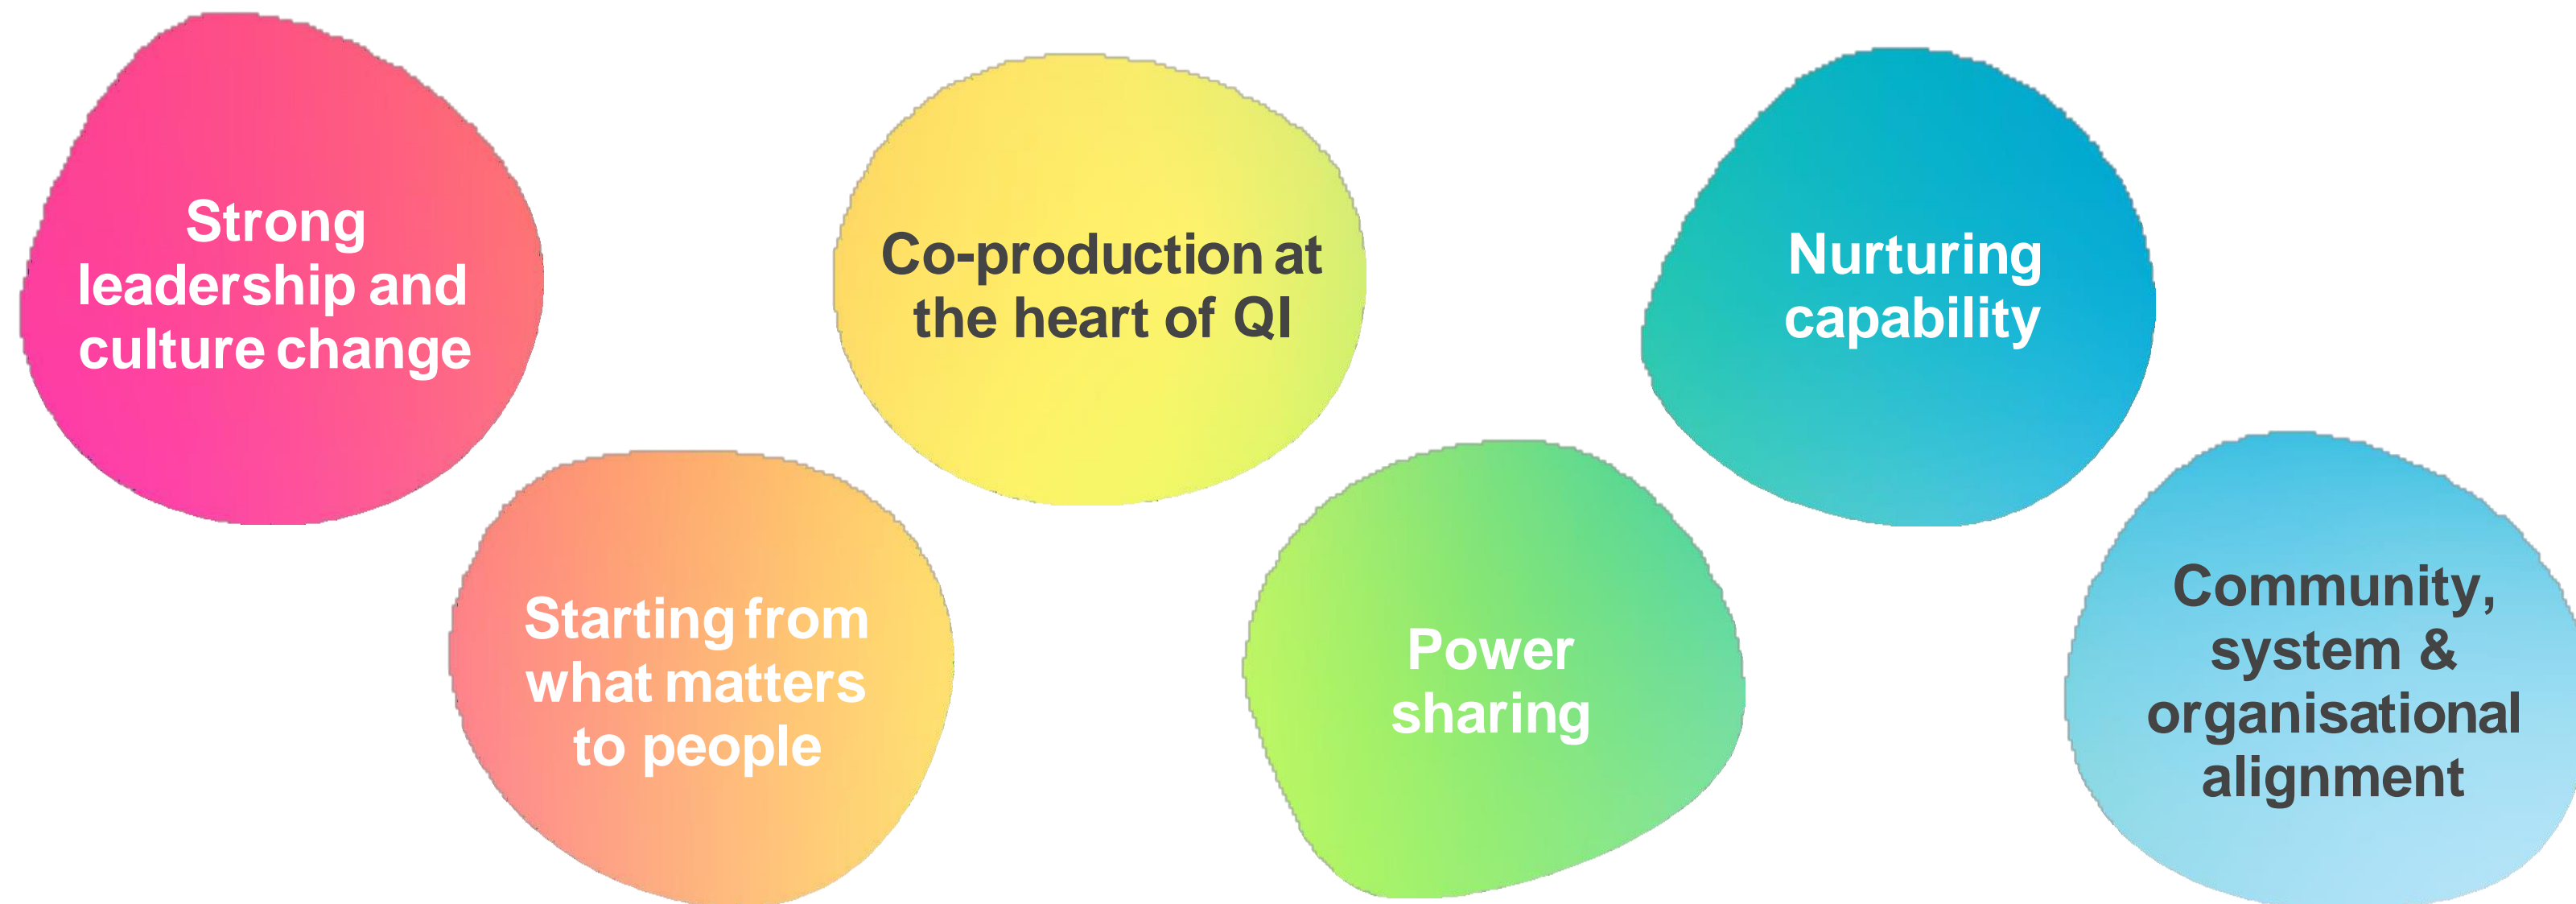 Strong
leadership and
culture change
Starting from
what matters
to people
Co-production at
the heart of QI
Power
sharing
Nurturing
capability
Community,
system &
organisational
alignment